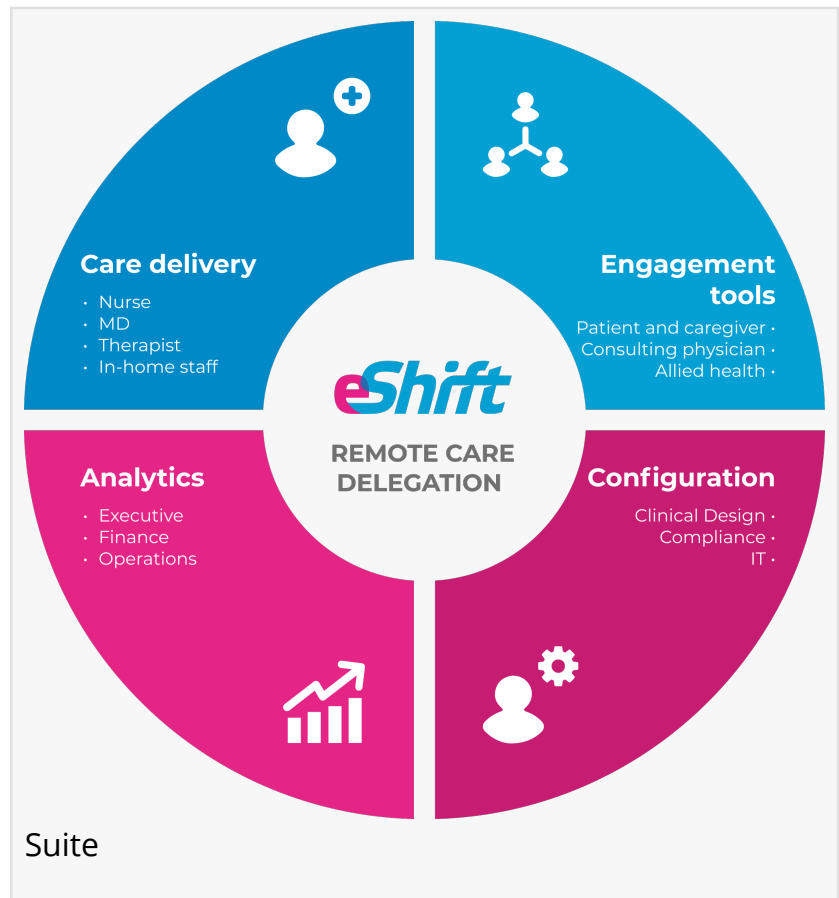 Care delivery
· Nurse
· MD
· Therapist
· In-home staff
Engagement
tools
Patient and caregiver ·
Consulting physician ·
Allied health ·
eShift
REMOTE CARE
DELEGATION
Analytics
· Executive
· Finance
· Operations
Configuration
Clinical Design ·
Compliance ·
IT ·
Suite